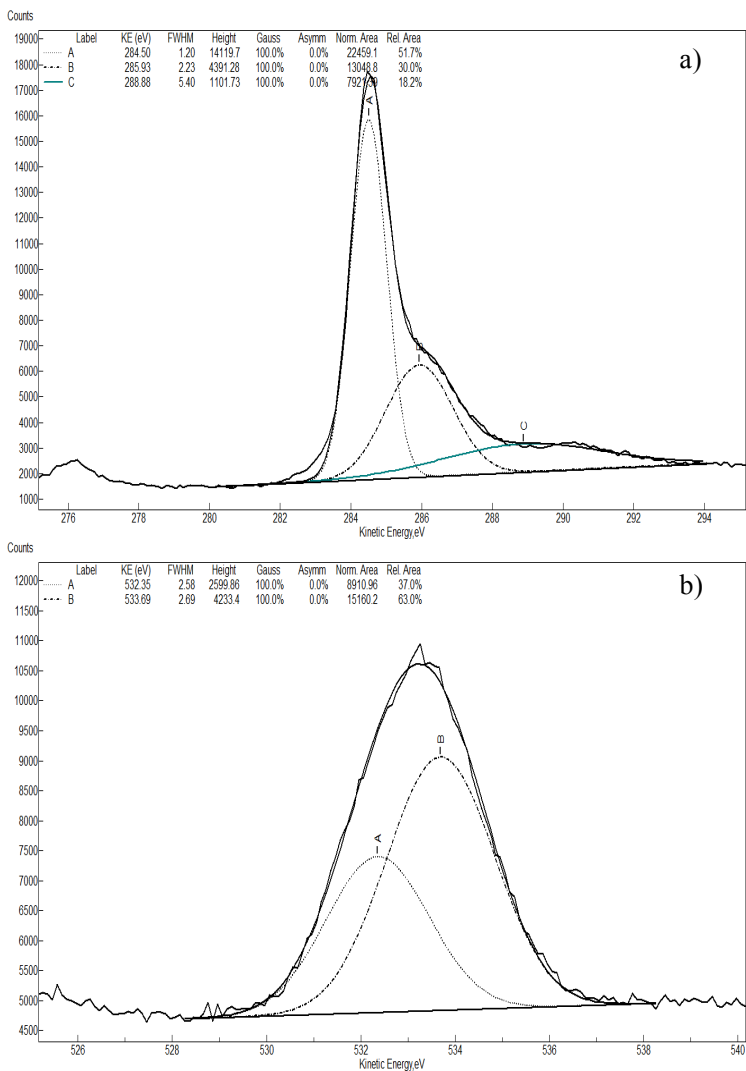 Counts
Label KE (eV) FWHM Height Gauss Asymm Norm. Area Rel. Area
A 284.50 1.20 14119.7 100.0% 0.0% 22459.1 51.7%
B 285.93 2.23 4391.28 100.0% 0.0% 13048.8 30.0%
C 288.88 5.40 1101.73 100.0% 0.0% 18.2%
a)
19000
18000
17000
16000
15000
14000
13000
12000
11000
10000
9000
8000
7000
6000
5000
4000
3000
2000
1000
A
B
C
276 278 280 282 284 286 288 290 292 294
Kinetic Energy,eV
Counts
Label KE (eV) FWHM Height Gauss Asymm Norm. Area Rel. Area
A 532.35 2.58 2599.86 100.0% 0.0% 8910.96 37.0%
B 533.69 2.69 4233.4 100.0% 0.0% 15160.2 63.0%
b)
12000
11000
10500
10000
9500
9000
8500
8000
7500
7000
6500
6000
5500
5000
4500
A
B
526 528 530 532 534 536 538 540
Kinetic Energy,eV